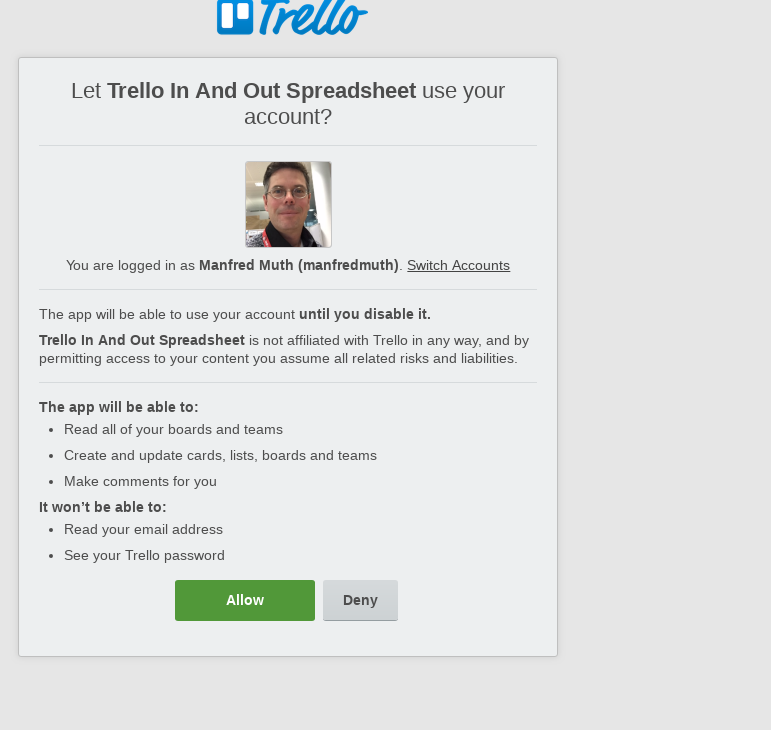 Trello
Let Trello In And Out Spreadsheet use your
account?
You are logged in as Manfred Muth (manfredmuth). Switch Accounts
The app will be able to use your account until you disable it.
Trello In And Out Spreadsheet is not affiliated with Trello in any way, and by
permitting access to your content you assume all related risks and liabilities.
The app will be able to:
• Read all of your boards and teams
• Create and update cards, lists, boards and teams
• Make comments for you
It won’t be able to:
• Read your email address
• See your Trello password
Allow Deny